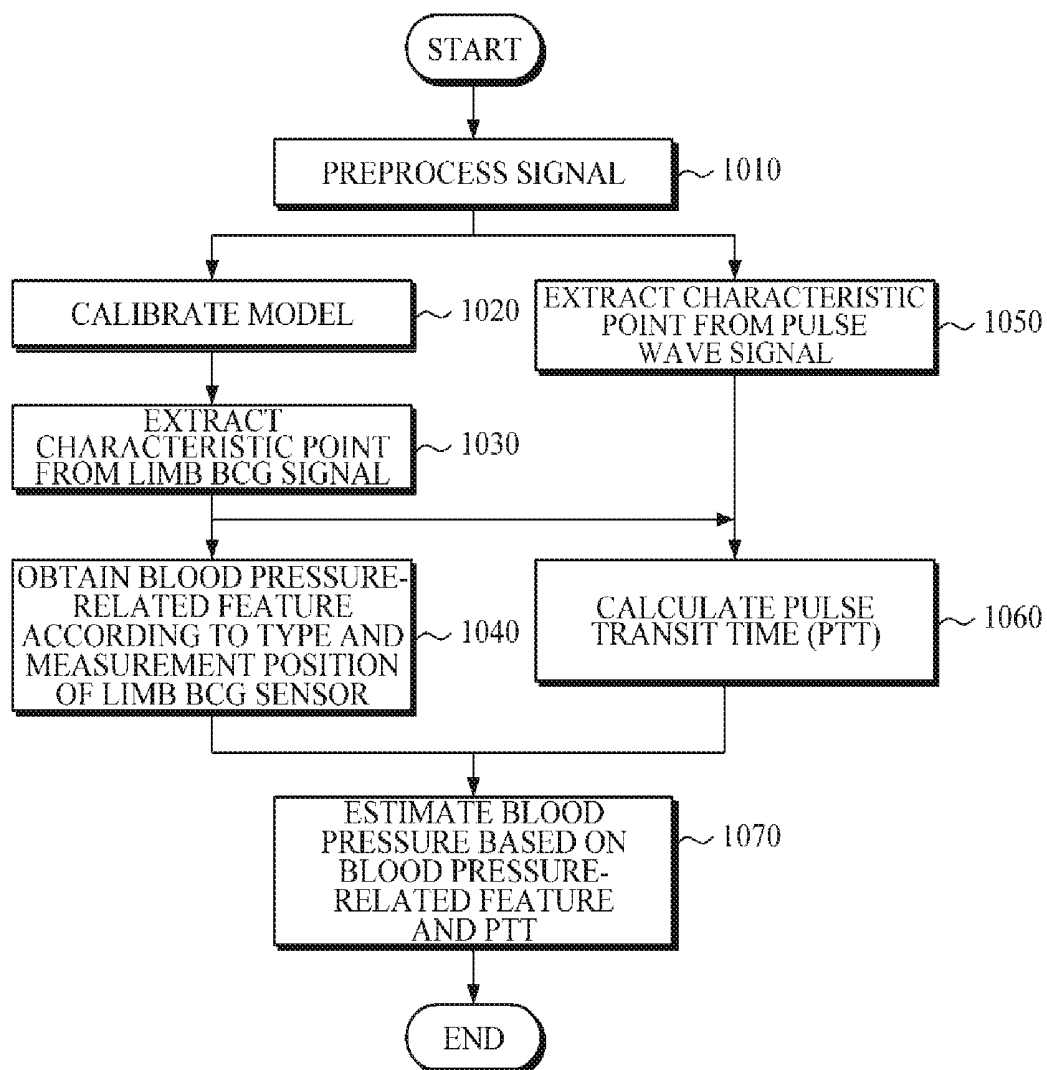 START
PREPROCESS SIGNAL
1010
CALIBRATE MODEL
1020
EXTRACT CHARACTERISTIC
POINT FROM PULSE
WAVE SIGNAL
1050
EXTRACT
CHARACTERISTIC POINT
FROM LIMB BCG SIGNAL
1030
OBTAIN BLOOD PRESSURE-
RELATED FEATURE
ACCORDING TO TYPE AND
MEASUREMENT POSITION
OF LIMB BCG SENSOR
1040
CALCULATE PULSE
TRANSIT TIME (PTT)
1060
ESTIMATE BLOOD
PRESSURE BASED ON
BLOOD PRESSURE-
RELATED FEATURE
AND PTT
1070
END